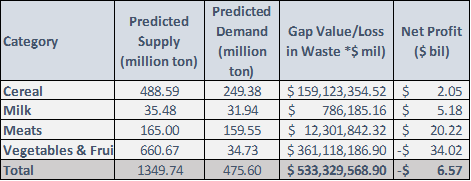 Category Predicted Supply (million ton) Predicted Demand (million ton) Gap Value/Loss in Waste *$ mil) Net Profit ($ bil)
Cereal 488.59 249.38 $ 159,123,354.52 $ 2.05
Milk 35.48 31.94 $ 786,185.16 $ 5.18
Meats 165.00 159.55 $ 12,301,842.32 $ 20.22
Vegetables & Frui 660.67 34.73 $ 361,118,186.90 -$ 34.02
Total 1349.74 475.60 $ 533,329,568.90 -$ 6.57